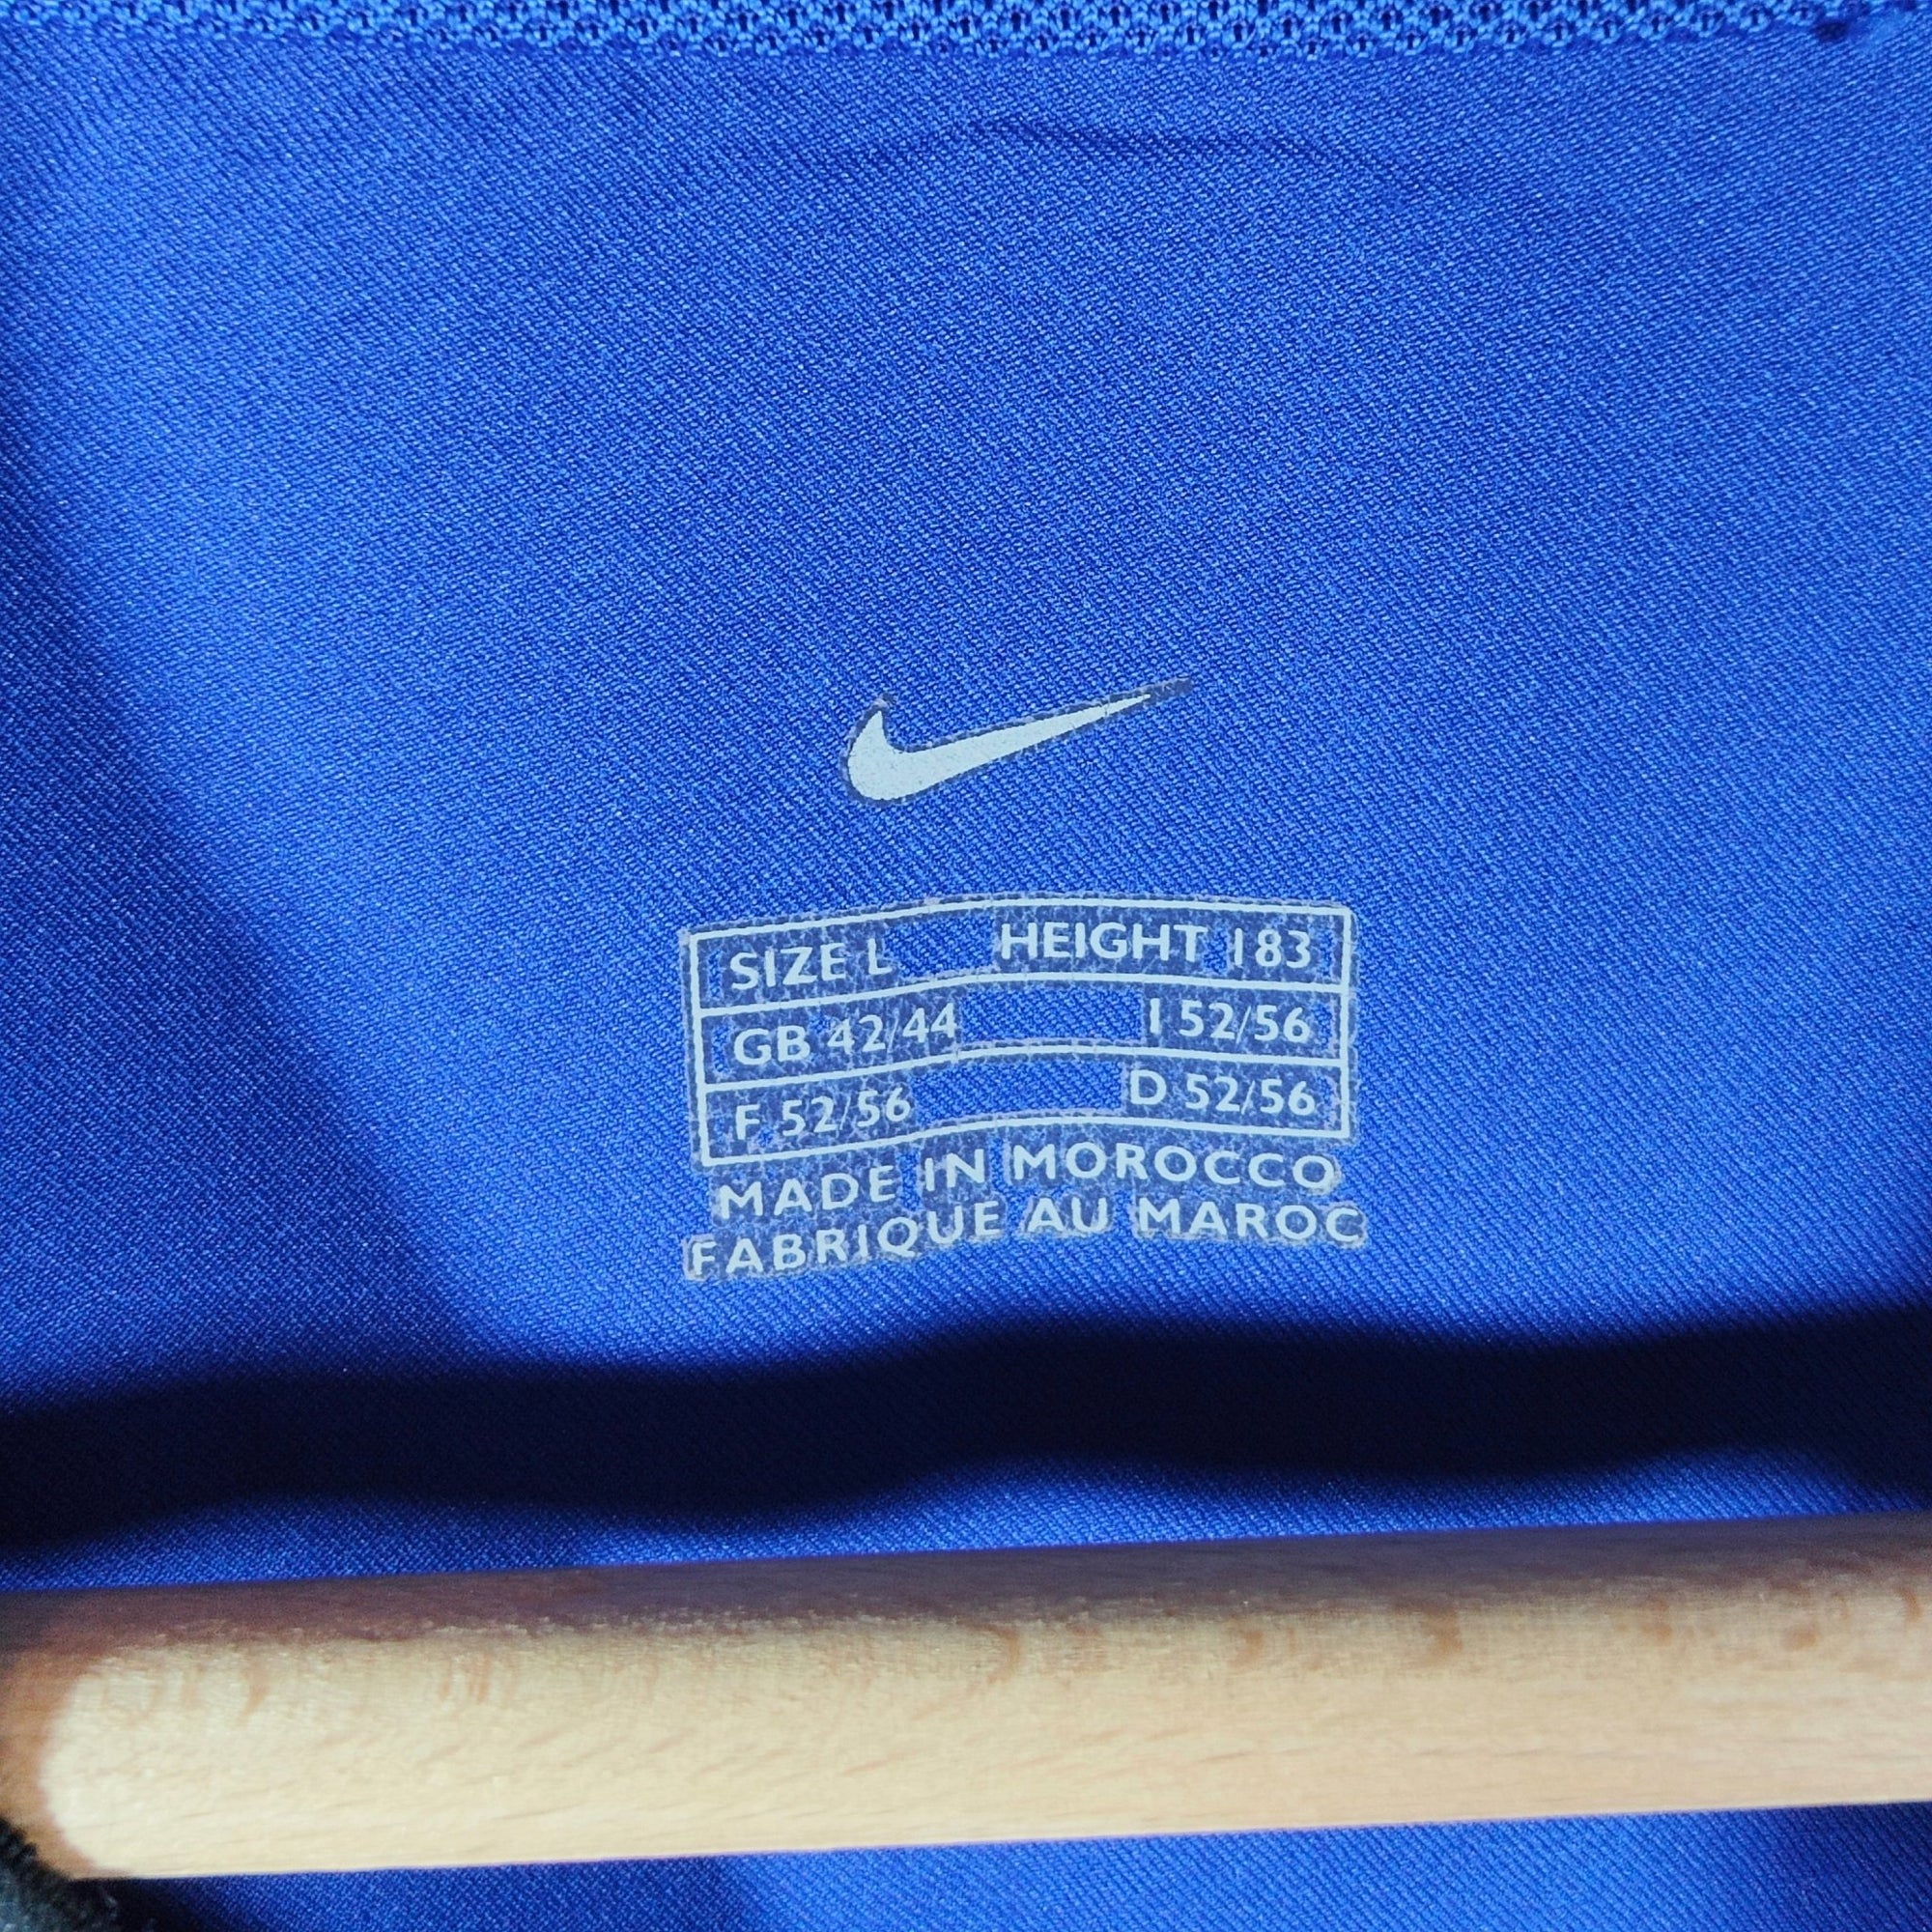 SIZE L HEIGHT 183
GB 42/44 I 52/56
F 52/56 D 52/56
MADE IN MOROCCO
FABRIQUE AU MAROC